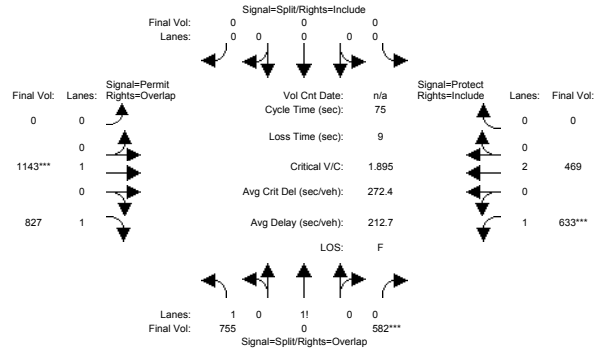 Signal=Split/Rights=Include
Final Vol: 0 0 0
Lanes: 0 0 0 0 0
Signal=Permit
Final Vol: Lanes: Rights=Overlap
Vol Cnt Date: n/a
Signal=Protect
Rights=Include Lanes: Final Vol:
Cycle Time (sec): 75
0 0
0 0
Loss Time (sec): 9
0
0
1143*** 1
Critical V/C: 1.895
2 469
0
Avg Crit Del (sec/veh): 272.4
0
827 1
Avg Delay (sec/veh): 212.7
1 633***
LOS: F
Lanes: 1 0 1! 0 0
Final Vol: 755 0 582***
Signal=Split/Rights=Overlap